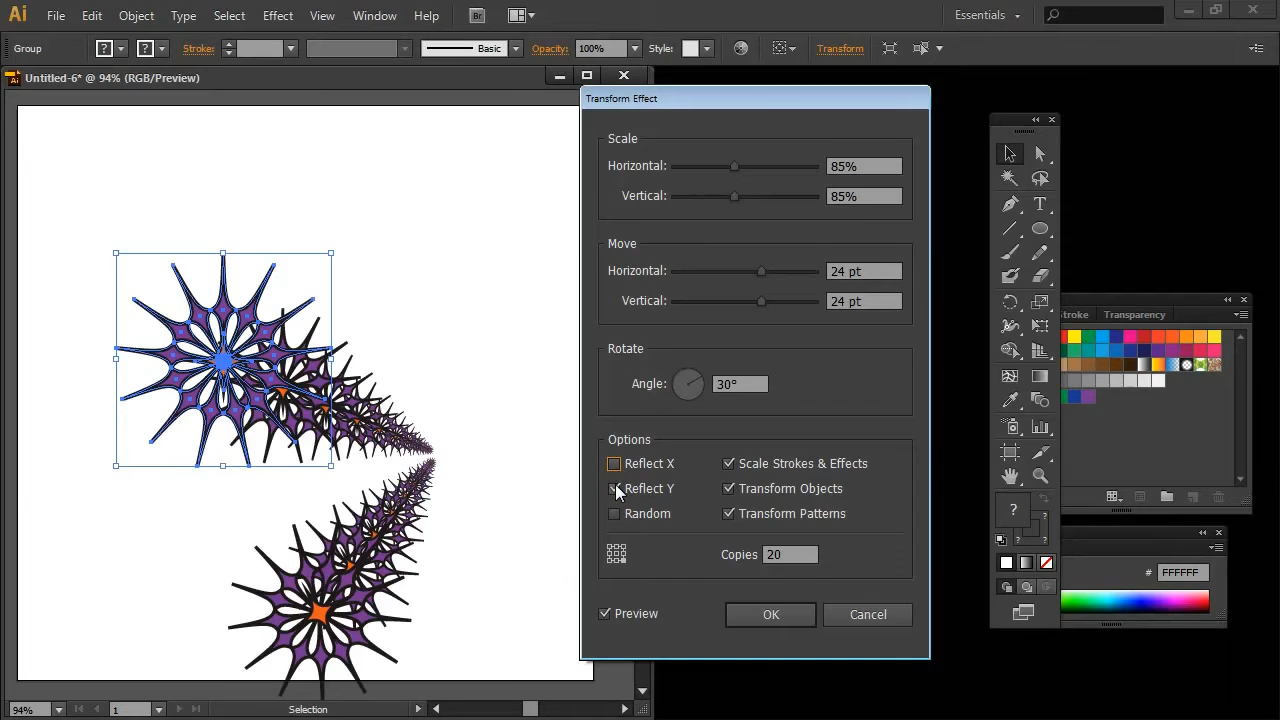 Ai File Edit Object Type Select Effect View Window Help Br Essentials
Group ? ? Stroke: Basic Opacity: 100% Style: Transform
Untitled-6* @ 94% (RGB/Preview)
Transform Effect
Scale
Horizontal: 85%
Vertical: 85%
Move
Horizontal: 24 pt
Vertical: 24 pt
Rotate
Angle: 30°
Options
Reflect X Scale Strokes & Effects
Reflect Y Transform Objects
Random Transform Patterns
Copies 20
Preview OK Cancel
troke Transparency
?
# FFFFFF
94% 1 Selection